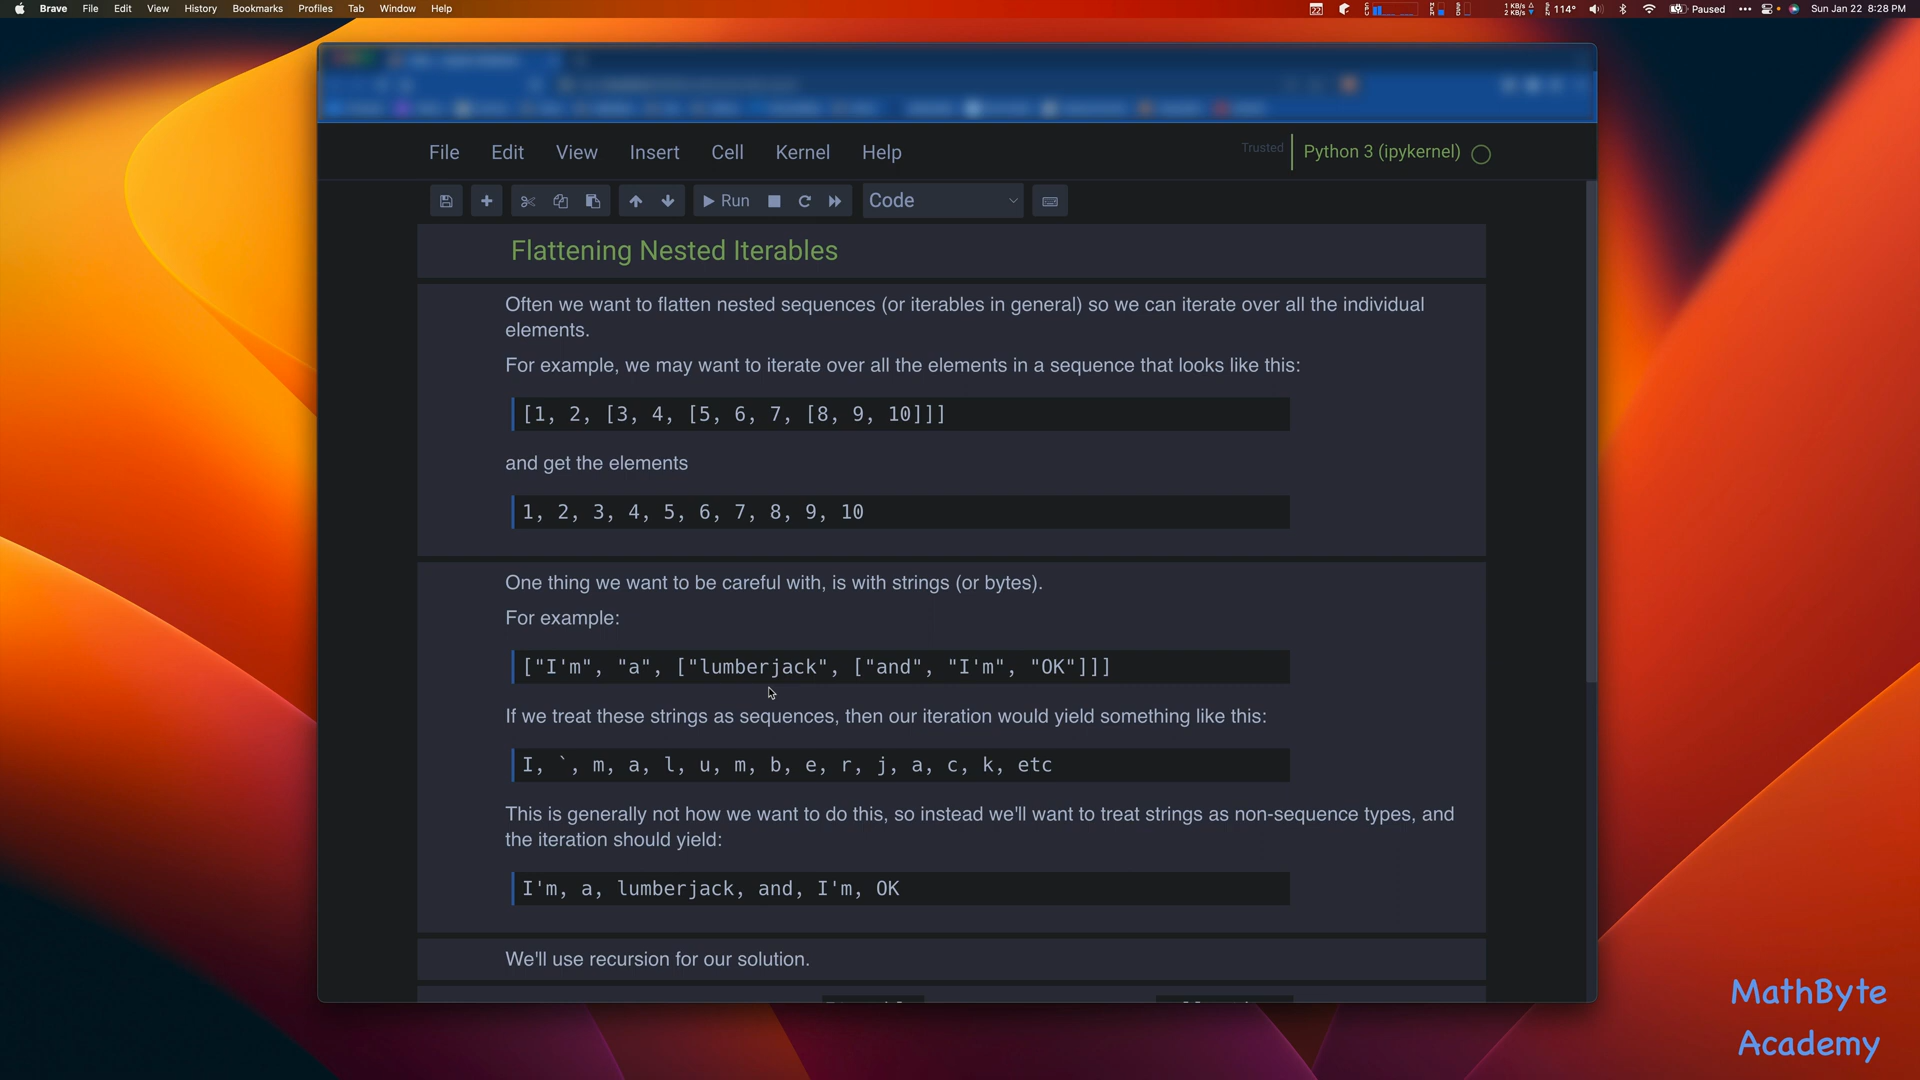 Brave File Edit View History Bookmarks Profiles Tab Window Help
22 1 KB/s 2 KB/s 114° Paused Sun Jan 22 8:28 PM
File Edit View Insert Cell Kernel Help Trusted Python 3 (ipykernel)
Run Code
Flattening Nested Iterables
Often we want to flatten nested sequences (or iterables in general) so we can iterate over all the individual
elements.
For example, we may want to iterate over all the elements in a sequence that looks like this:
[1, 2, [3, 4, [5, 6, 7, [8, 9, 10]]]
and get the elements
1, 2, 3, 4, 5, 6, 7, 8, 9, 10
One thing we want to be careful with, is with strings (or bytes).
For example:
["I'm", "a", ["lumberjack", ["and", "I'm", "OK"]]]
If we treat these strings as sequences, then our iteration would yield something like this:
I, `, m, a, l, u, m, b, e, r, j, a, c, k, etc
This is generally not how we want to do this, so instead we'll want to treat strings as non-sequence types, and
the iteration should yield:
I'm, a, lumberjack, and, I'm, OK
We'll use recursion for our solution.
MathByte
Academy